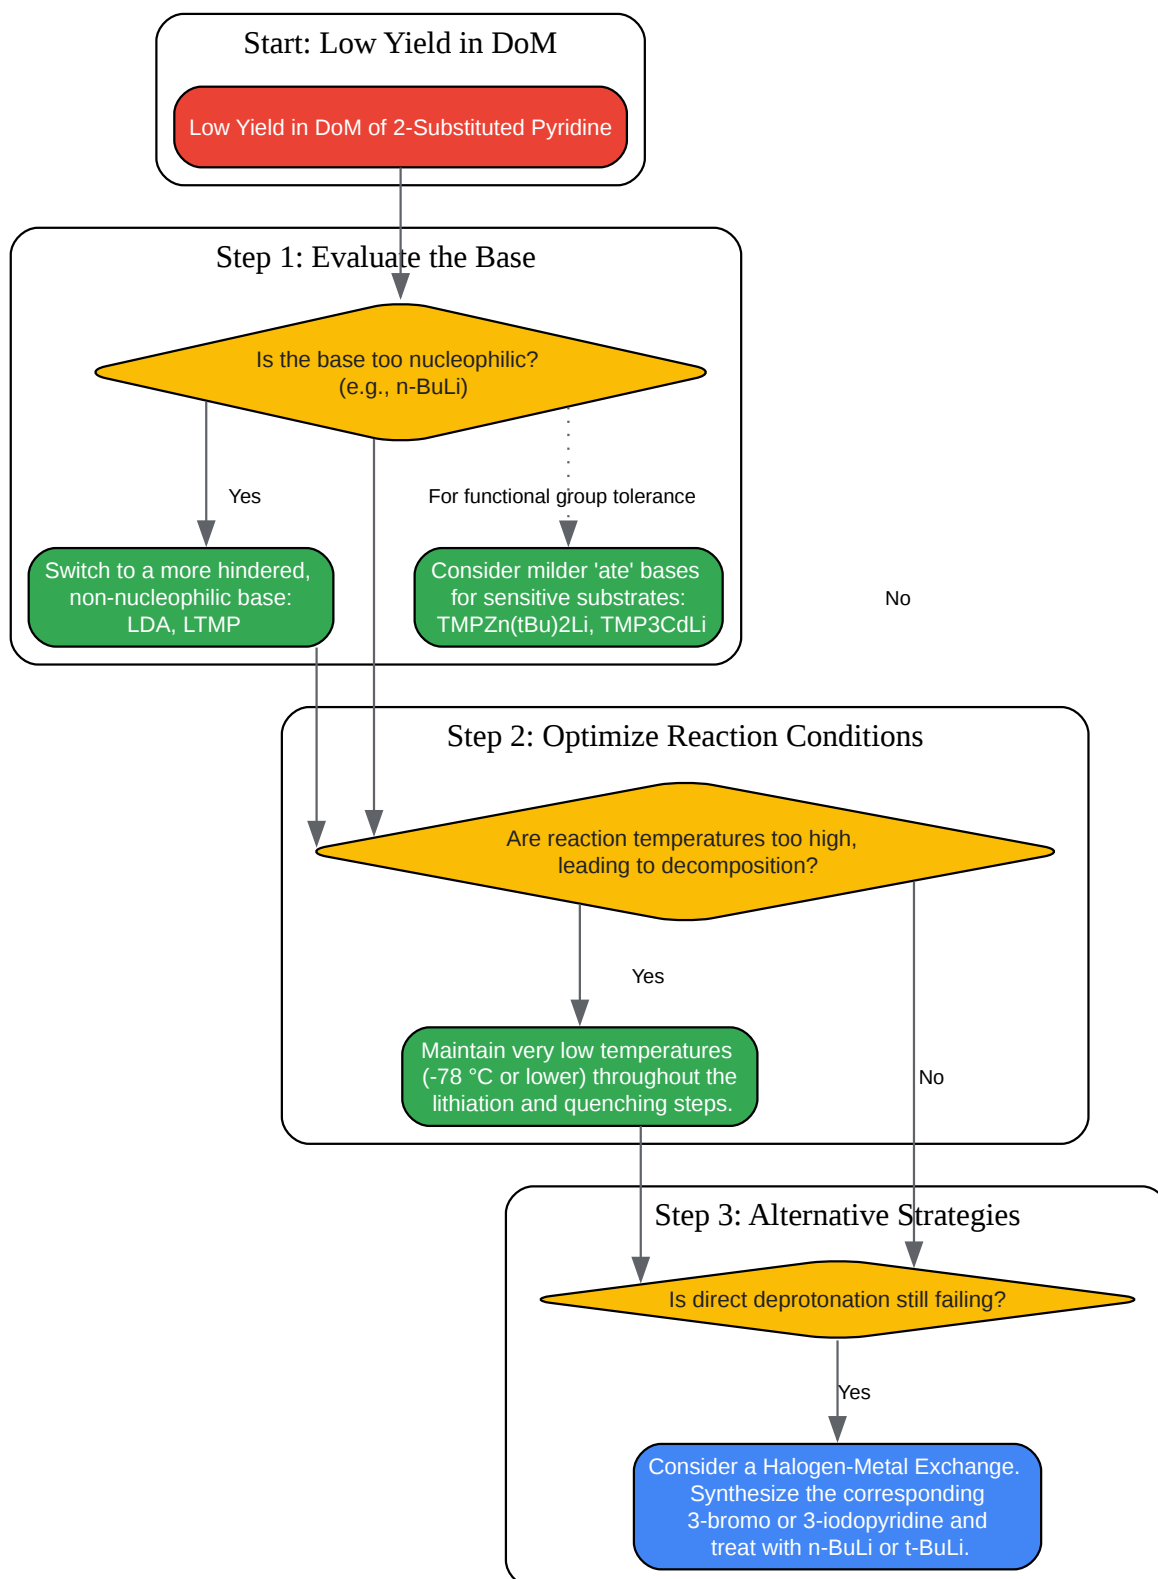 Start: Low Yield in DoM
Low Yield in DoM of 2-Substituted Pyridine
Step 1: Evaluate the Base
Is the base too nucleophilic?
(e.g., n-BuLi)
Yes
For functional group tolerance
Switch to a more hindered,
non-nucleophilic base:
LDA, LTMP
Consider milder 'ate' bases
for sensitive substrates:
TMPZn(tBu)2Li, TMP3CdLi
No
Step 2: Optimize Reaction Conditions
Are reaction temperatures too high,
leading to decomposition?
Yes
Maintain very low temperatures
(-78 °C or lower) throughout the
lithiation and quenching steps.
No
Step 3: Alternative Strategies
Is direct deprotonation still failing?
Yes
Consider a Halogen-Metal Exchange.
Synthesize the corresponding
3-bromo or 3-iodopyridine and
treat with n-BuLi or t-BuLi.